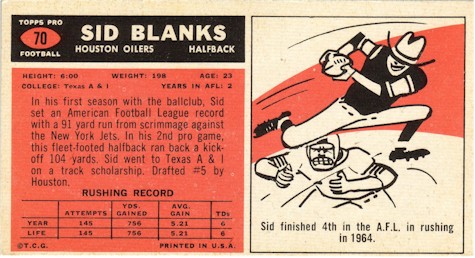 TOPPS PRO
70
FOOTBALL
SID BLANKS
HOUSTON OILERS HALFBACK
HEIGHT: 6:00 WEIGHT: 198 AGE: 23
COLLEGE: TEXAS A & I YEARS IN AFL: 2
In his first season with the ballclub, Sid
set an American Football League record
with a 91 yard run from scrimmage against
the New York Jets. In his 2nd pro game,
this fleet-footed halfback ran back a kick-
off 104 yards. Sid went to Texas A & I
on a track scholarship. Drafted #5 by
Houston.
RUSHING RECORD
ATTEMPTS YDS. GAINED AVG. GAIN TDs
YEAR 145 756 5.21 6
LIFE 145 756 5.21 6
©T.C.G. PRINTED IN U.S.A.
Sid finished 4th in the A.F.L. in rushing
in 1964.